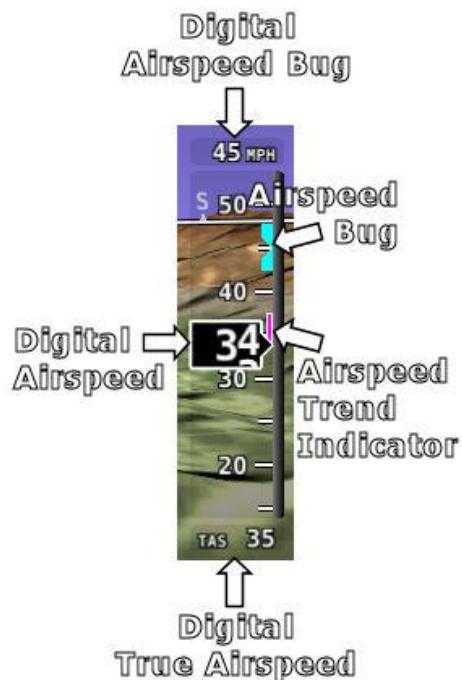 Digital
Airspeed Bug
45 MPH
S
50
Airspeed
Bug
40
Digital
Airspeed
34
30
Airspeed
Trend
Indicator
20
TAS 35
Digital
True Airspeed